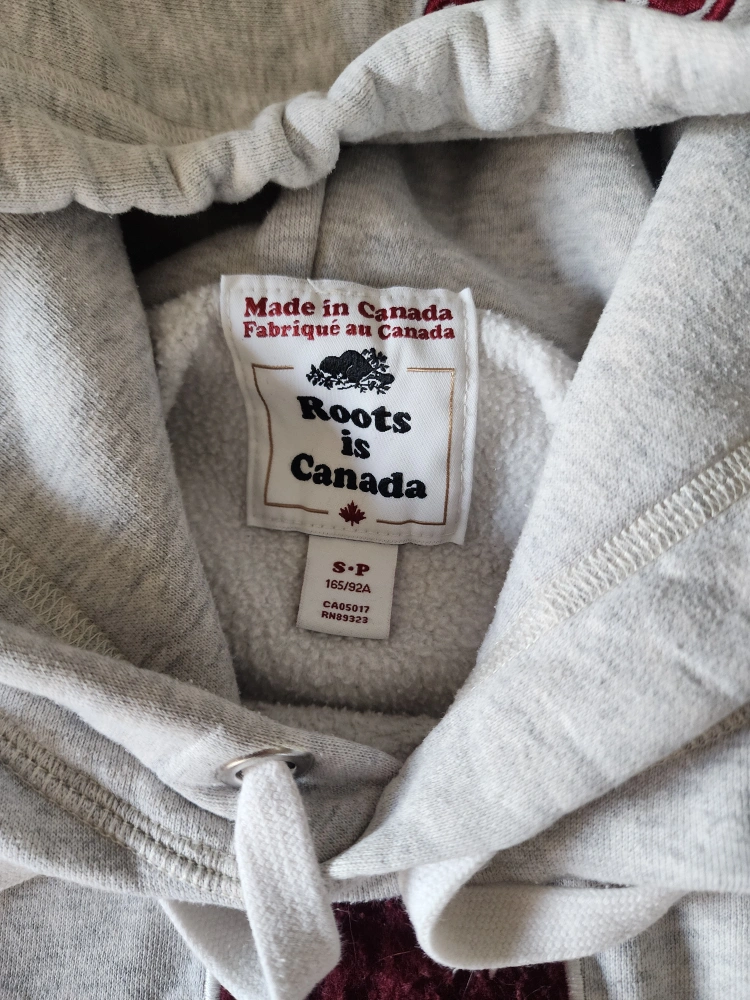 Made in Canada
Fabriqué au Canada
Roots
is
Canada
S•P
165/92A
CA05017
RN89323